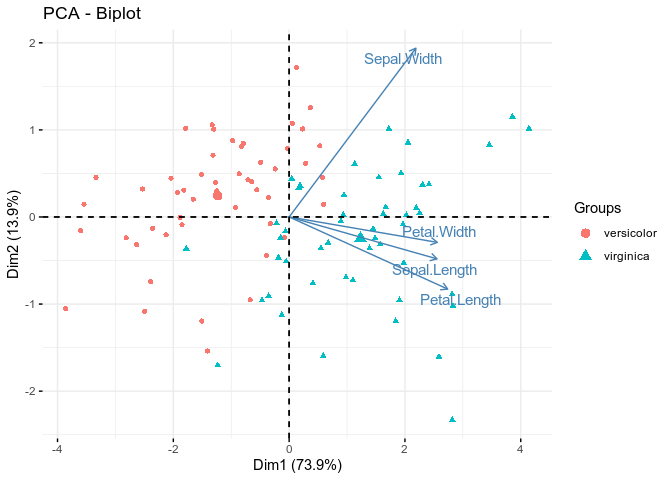 PCA - Biplot
2
1
0
-1
-2
Dim2 (13.9%)
Sepal.Width
Petal.Width
Sepal.Length
Petal.Length
-4
-2
0
2
4
Dim1 (73.9%)
Groups
versicolor
virginica